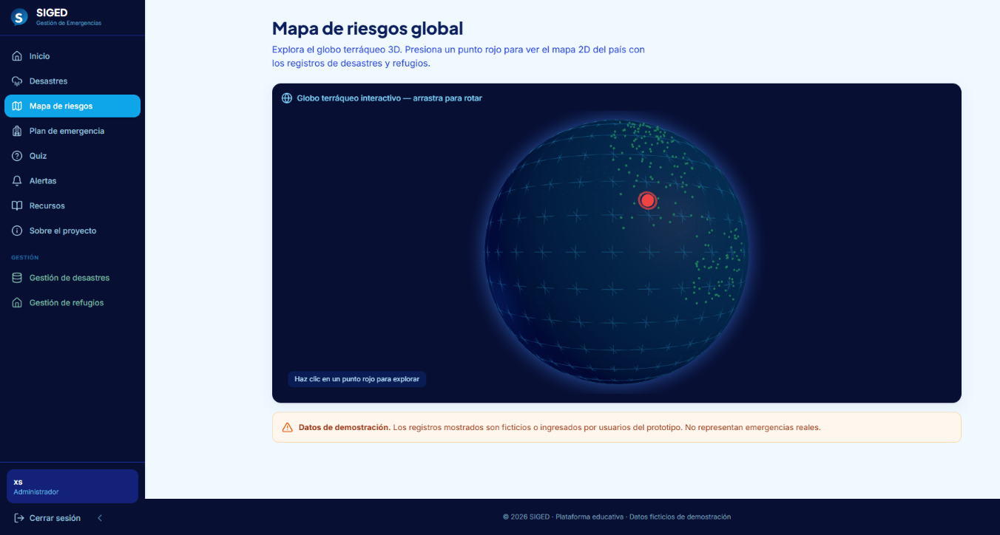 SIGED
Gestión de Emergencias
Inicio
Desastres
Mapa de riesgos
Plan de emergencia
Quiz
Alertas
Recursos
Sobre el proyecto
GESTIÓN
Gestión de desastres
Gestión de refugios
xs
Administrador
Cerrar sesión
Mapa de riesgos global
Explora el globo terráqueo 3D. Presiona un punto rojo para ver el mapa 2D del país con
los registros de desastres y refugios.
Globo terráqueo interactivo — arrastra para rotar
Haz clic en un punto rojo para explorar
Datos de demostración. Los registros mostrados son ficticios o ingresados por usuarios del prototipo. No representan emergencias reales.
© 2026 SIGED · Plataforma educativa · Datos ficticios de demostración